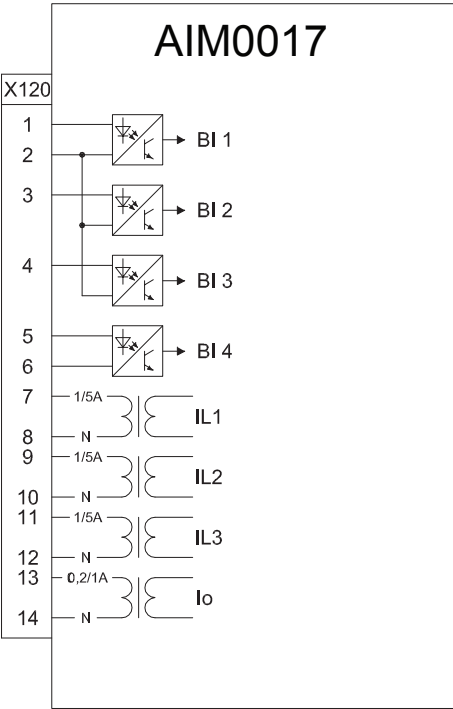 AIM0017
X120
1
2
BI 1
3
BI 2
4
BI 3
5
6
BI 4
7
1/5A
IL1
8
N
9
1/5A
IL2
10
N
11
1/5A
IL3
12
N
13
0,2/1A
Io
14
N